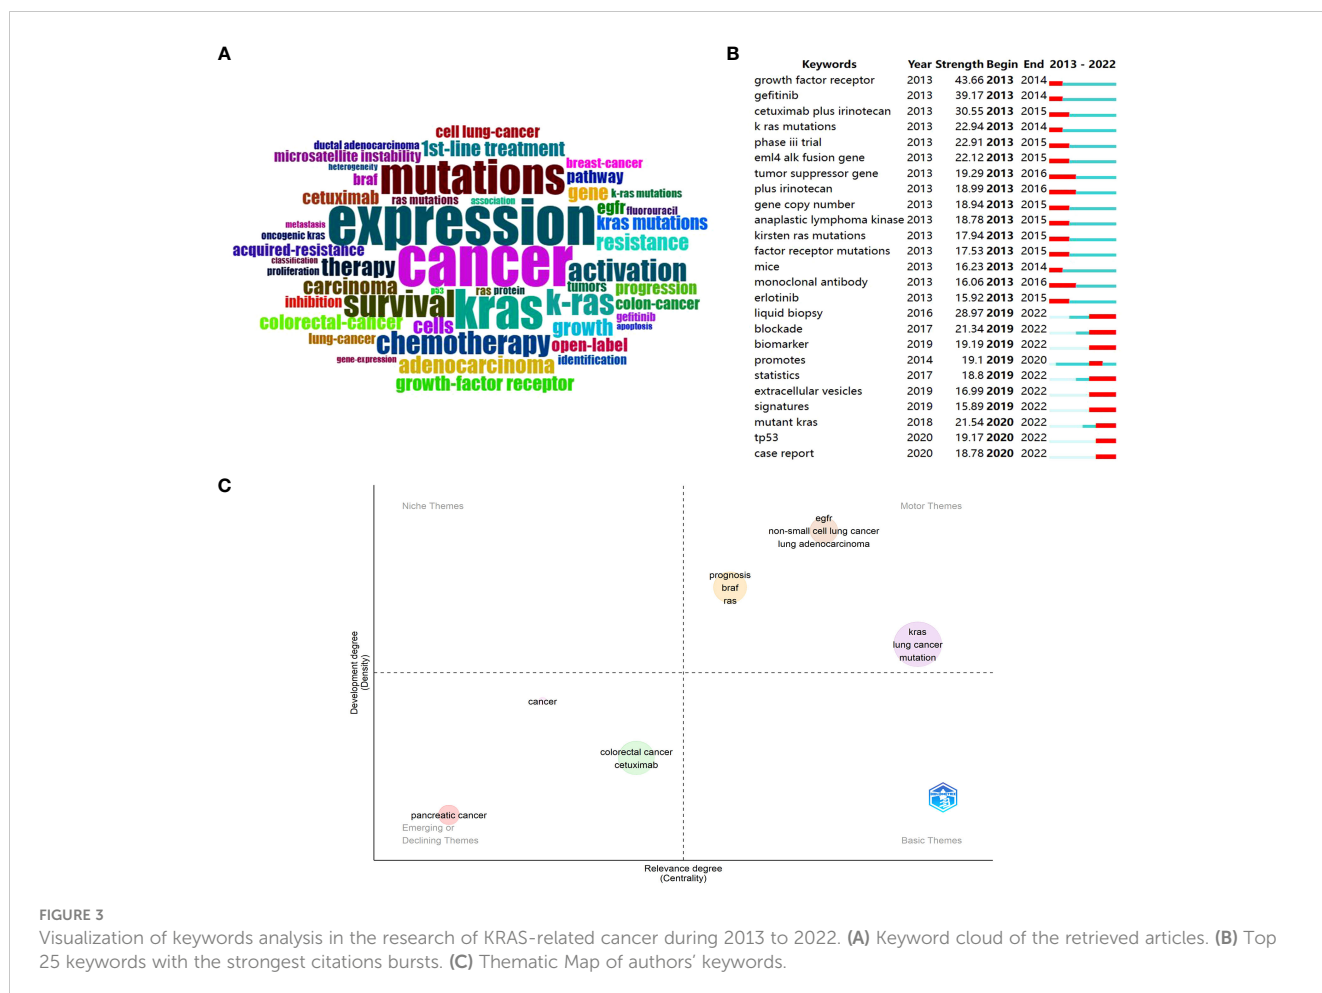 A
cell lung-cancer
ductal adenocarcinoma 1st-line treatment
microsatellite instability
heterogeneity mutations breast-cancer
braf pathway
cetuximab ras mutations association gene k-ras mutations
expression egfr fluorouracil
metastasis kras mutations
oncogenic kras
acquired-resistance cancer resistance
classification
proliferation therapy activation
carcinoma p53 ras protein tumors progression
inhibition survival kras k-ras colon-cancer
colorectal-cancer cells growth gefitinib
apoptosis
lung-cancer chemotherapy open-label
gene-expression adenocarcinoma identification
growth-factor receptor
B
Keywords Year Strength Begin End 2013 - 2022
growth factor receptor 2013 43.66 2013 2014
gefitinib 2013 39.17 2013 2014
cetuximab plus irinotecan 2013 30.55 2013 2015
k ras mutations 2013 22.94 2013 2014
phase iii trial 2013 22.91 2013 2015
eml4 alk fusion gene 2013 22.12 2013 2015
tumor suppressor gene 2013 19.29 2013 2016
plus irinotecan 2013 18.99 2013 2016
gene copy number 2013 18.94 2013 2015
anaplastic lymphoma kinase 2013 18.78 2013 2015
kirsten ras mutations 2013 17.94 2013 2015
factor receptor mutations 2013 17.53 2013 2015
mice 2013 16.23 2013 2014
monoclonal antibody 2013 16.06 2013 2016
erlotinib 2013 15.92 2013 2015
liquid biopsy 2016 28.97 2019 2022
blockade 2017 21.34 2019 2022
biomarker 2019 19.19 2019 2022
promotes 2014 19.1 2019 2020
statistics 2017 18.8 2019 2022
extracellular vesicles 2019 16.99 2019 2022
signatures 2019 15.89 2019 2022
mutant kras 2018 21.54 2020 2022
tp53 2020 19.17 2020 2022
case report 2020 18.78 2020 2022
C
Niche Themes
Motor Themes
egfr
non-small cell lung cancer
lung adenocarcinoma
prognosis
braf
ras
kras
lung cancer
mutation
Development degree
(Density)
cancer
colorectal cancer
cetuximab
pancreatic cancer
Emerging or
Declining Themes
Basic Themes
Relevance degree
(Centrality)
FIGURE 3
Visualization of keywords analysis in the research of KRAS-related cancer during 2013 to 2022. (A) Keyword cloud of the retrieved articles. (B) Top
25 keywords with the strongest citations bursts. (C) Thematic Map of authors’ keywords.